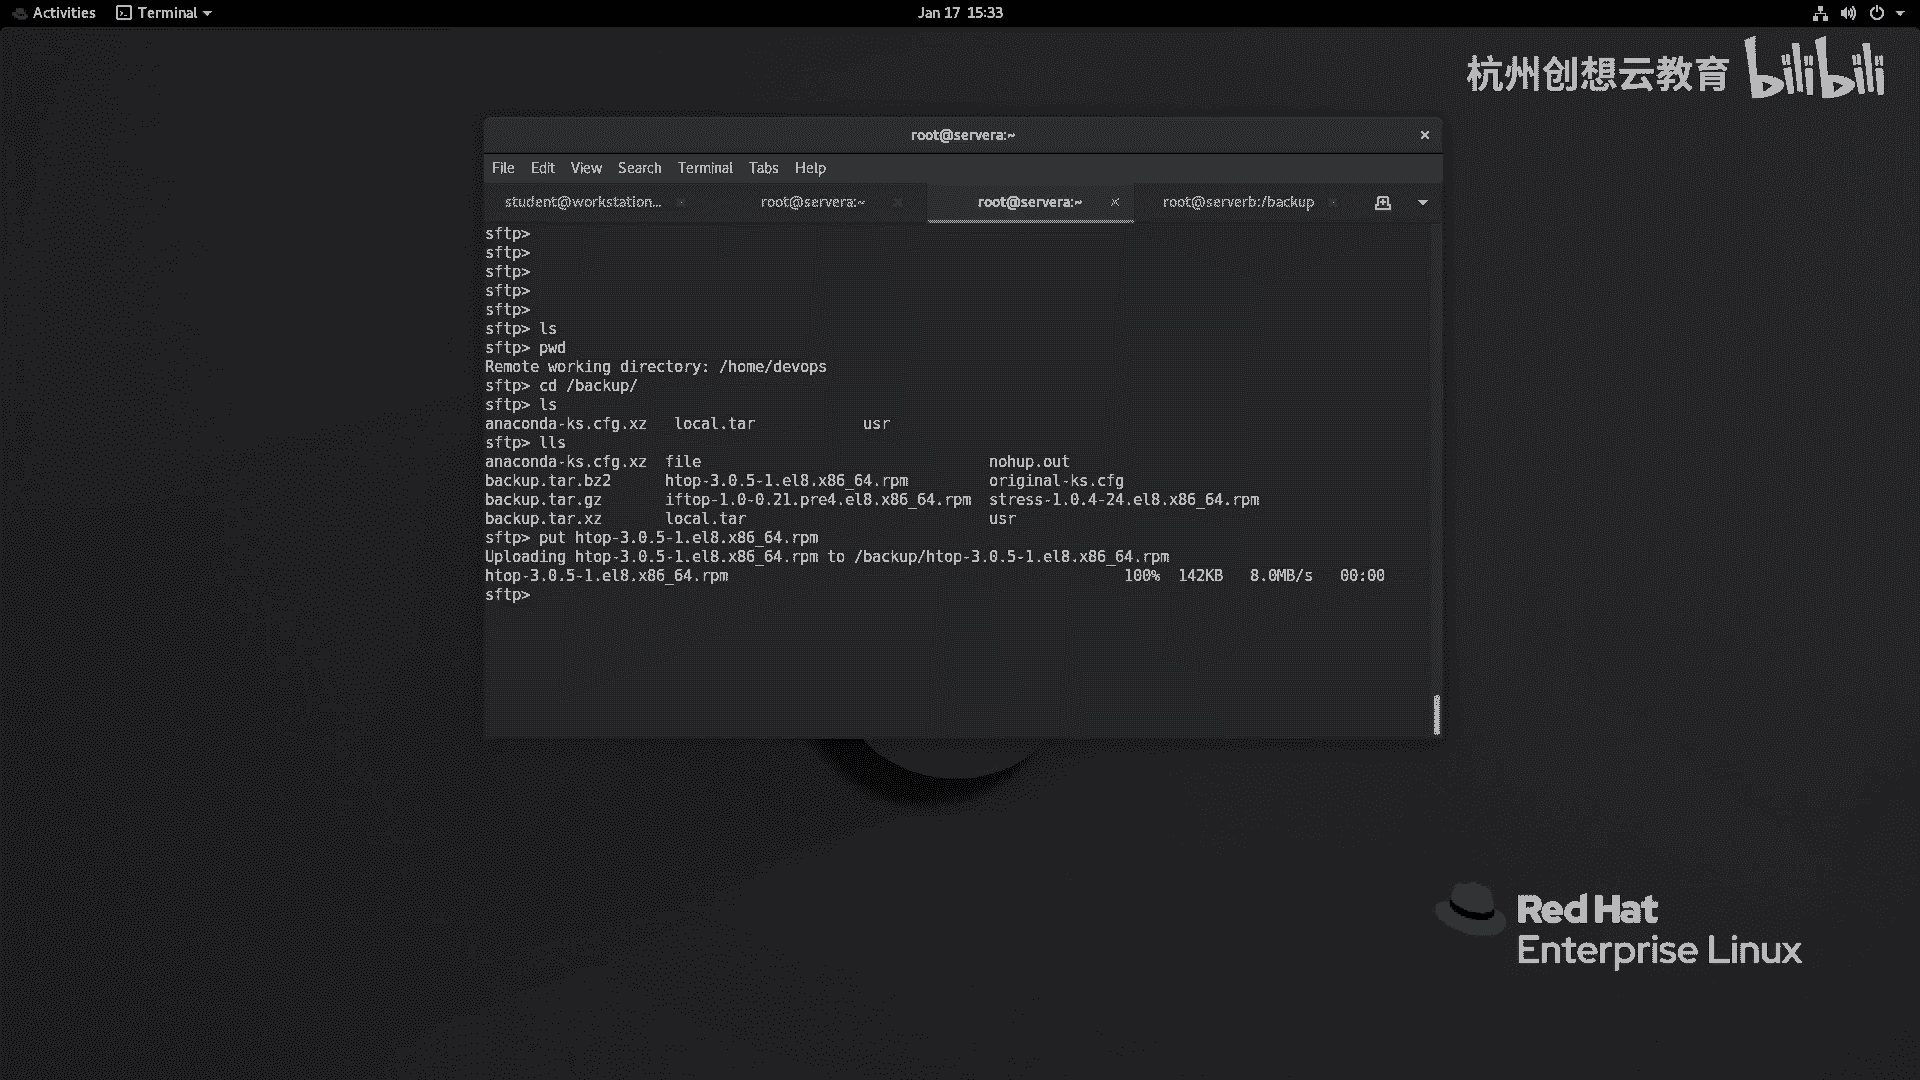 Activities Terminal Jan 17 15:33
杭州创想云教育 bilibili
root@servera:~
File Edit View Search Terminal Tabs Help
student@workstation... root@servera:~ root@servera:~ root@serverb:/backup
sftp>
sftp>
sftp>
sftp>
sftp>
sftp> ls
sftp> pwd
Remote working directory: /home/devops
sftp> cd /backup/
sftp> ls
anaconda-ks.cfg.xz local.tar usr
sftp> lls
anaconda-ks.cfg.xz file nohup.out
backup.tar.bz2 htop-3.0.5-1.el8.x86_64.rpm original-ks.cfg
backup.tar.gz iftop-1.0-0.21.pre4.el8.x86_64.rpm stress-1.0.4-24.el8.x86_64.rpm
backup.tar.xz local.tar usr
sftp> put htop-3.0.5-1.el8.x86_64.rpm
Uploading htop-3.0.5-1.el8.x86_64.rpm to /backup/htop-3.0.5-1.el8.x86_64.rpm
htop-3.0.5-1.el8.x86_64.rpm 100% 142KB 8.0MB/s 00:00
sftp>
Red Hat
Enterprise Linux